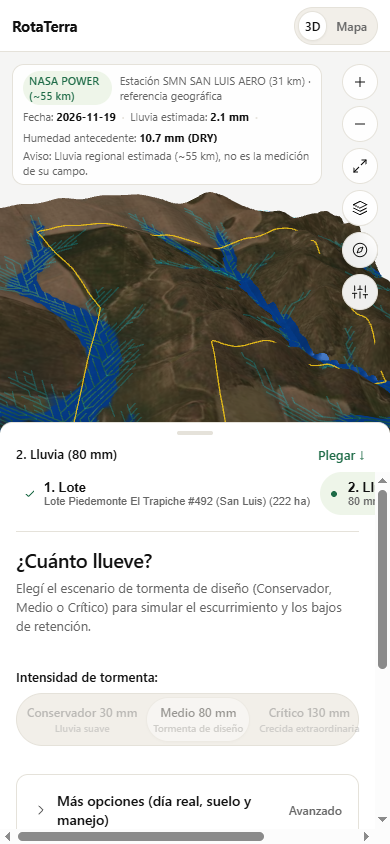 RotaTerra
3D Mapa
NASA POWER
(~55 km)
Estación SMN SAN LUIS AERO (31 km) ·
referencia geográfica
Fecha: 2026-11-19 · Lluvia estimada: 2.1 mm ·
Humedad antecedente: 10.7 mm (DRY)
Aviso: Lluvia regional estimada (~55 km), no es la medición
de su campo.
2. Lluvia (80 mm)
Plegar ↓
1. Lote
Lote Piedemonte El Trapiche #492 (San Luis) (222 ha)
2. Ll
80 m
¿Cuánto llueve?
Elegí el escenario de tormenta de diseño (Conservador,
Medio o Crítico) para simular el escurrimiento y los bajos
de retención.
Intensidad de tormenta:
Conservador 30 mm
Lluvia suave
Medio 80 mm
Tormenta de diseño
Crítico 130 mm
Crecida extraordinaria
Más opciones (día real, suelo y
manejo)
Avanzado